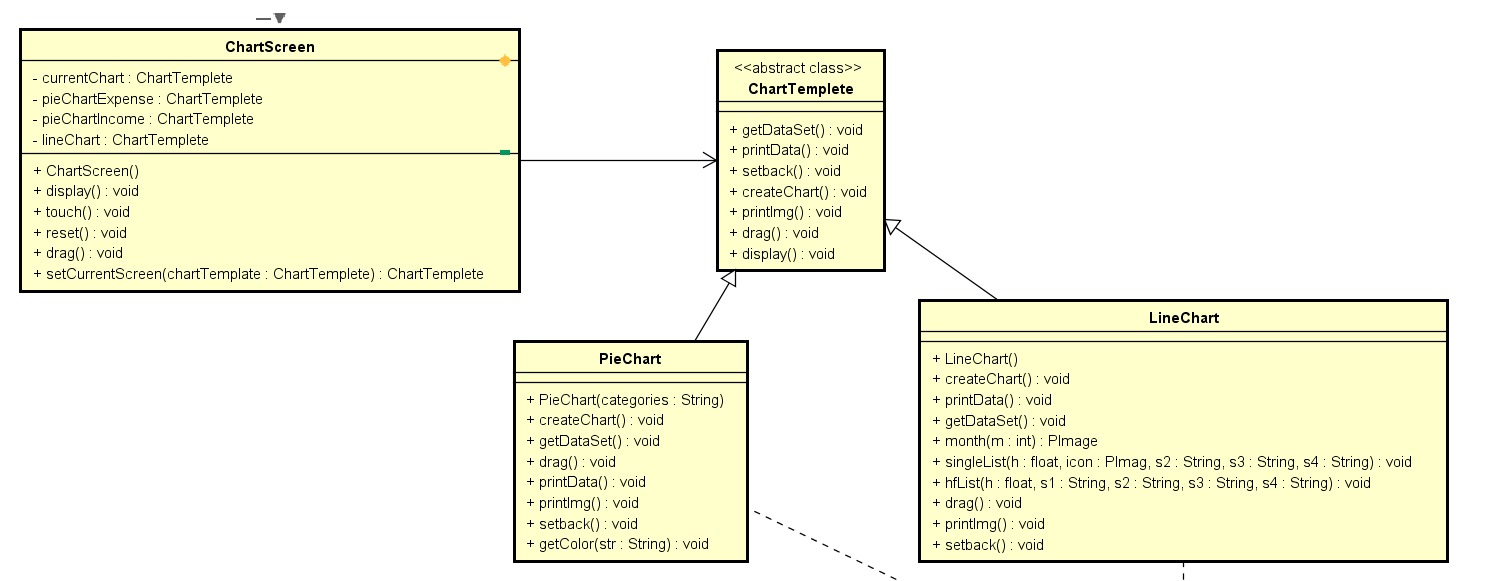 ChartScreen
- currentChart : ChartTemplete
- pieChartExpense : ChartTemplete
- pieChartIncome : ChartTemplete
- lineChart : ChartTemplete
+ ChartScreen()
+ display() : void
+ touch() : void
+ reset() : void
+ drag() : void
+ setCurrentScreen(chartTemplate : ChartTemplete) : ChartTemplete
<<abstract class>>
ChartTemplete
+ getDataSet() : void
+ printData() : void
+ setback() : void
+ createChart() : void
+ printImg() : void
+ drag() : void
+ display() : void
PieChart
+ PieChart(categories : String)
+ createChart() : void
+ getDataSet() : void
+ drag() : void
+ printData() : void
+ printImg() : void
+ setback() : void
+ getColor(str : String) : void
LineChart
+ LineChart()
+ createChart() : void
+ printData() : void
+ getDataSet() : void
+ month(m : int) : PImage
+ singleList(h : float, icon : PImag, s2 : String, s3 : String, s4 : String) : void
+ hfList(h : float, s1 : String, s2 : String, s3 : String, s4 : String) : void
+ drag() : void
+ printImg() : void
+ setback() : void